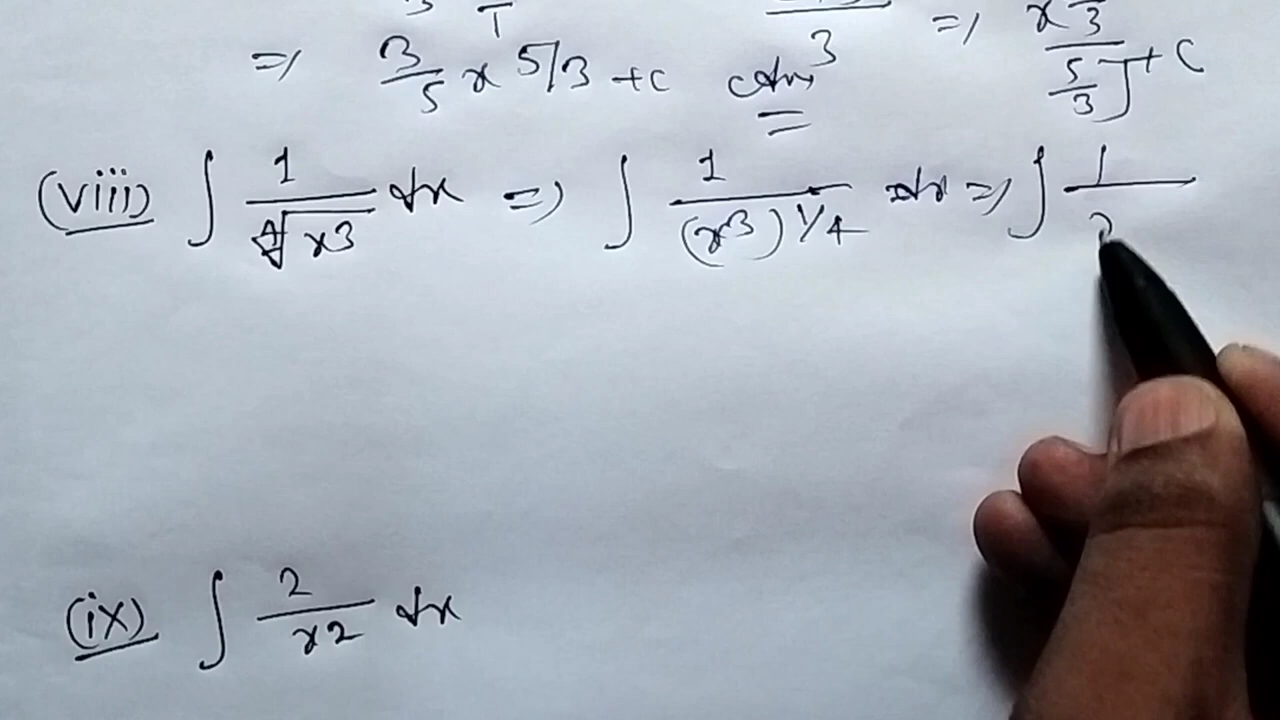 => 3/5 x 5/3 + c 3 => x 3 / 5/3 + C
(viii) ∫ 1/∜x3 dx => ∫ 1/(x3)1/4 dx => ∫ 1
(ix) ∫ 2/x2 dx